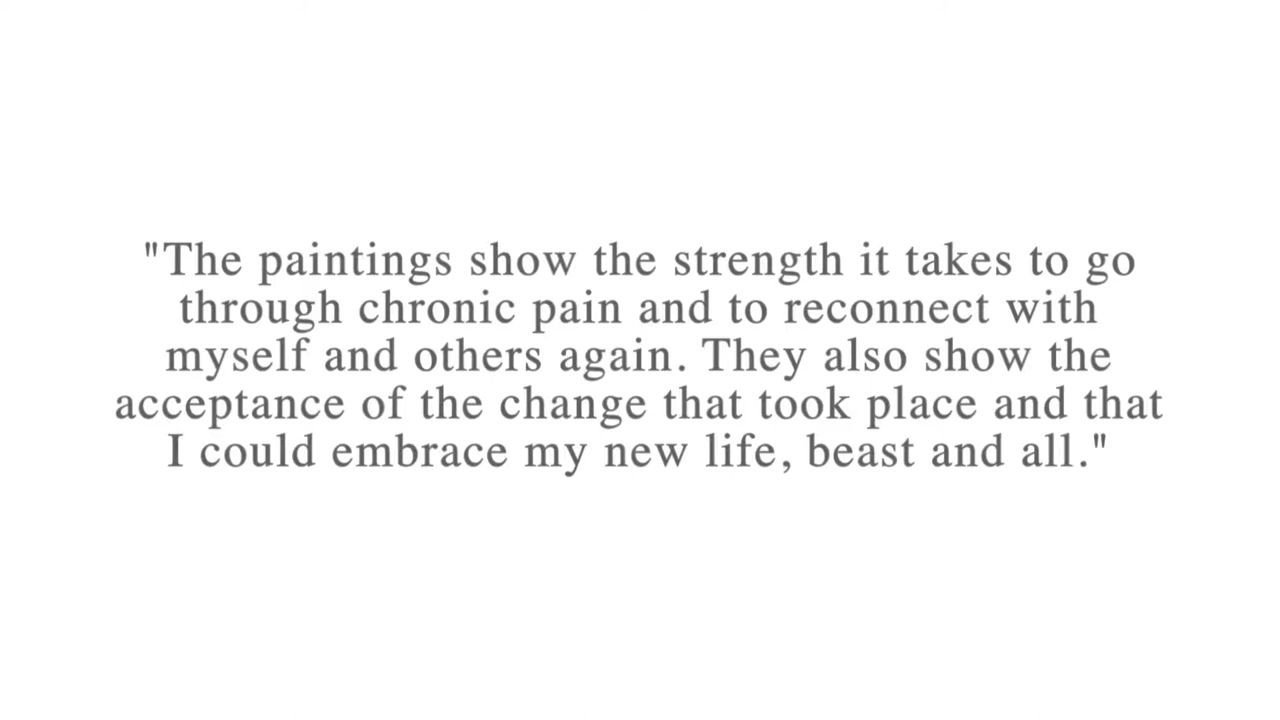 "The paintings show the strength it takes to go
through chronic pain and to reconnect with
myself and others again. They also show the
acceptance of the change that took place and that
I could embrace my new life, beast and all."